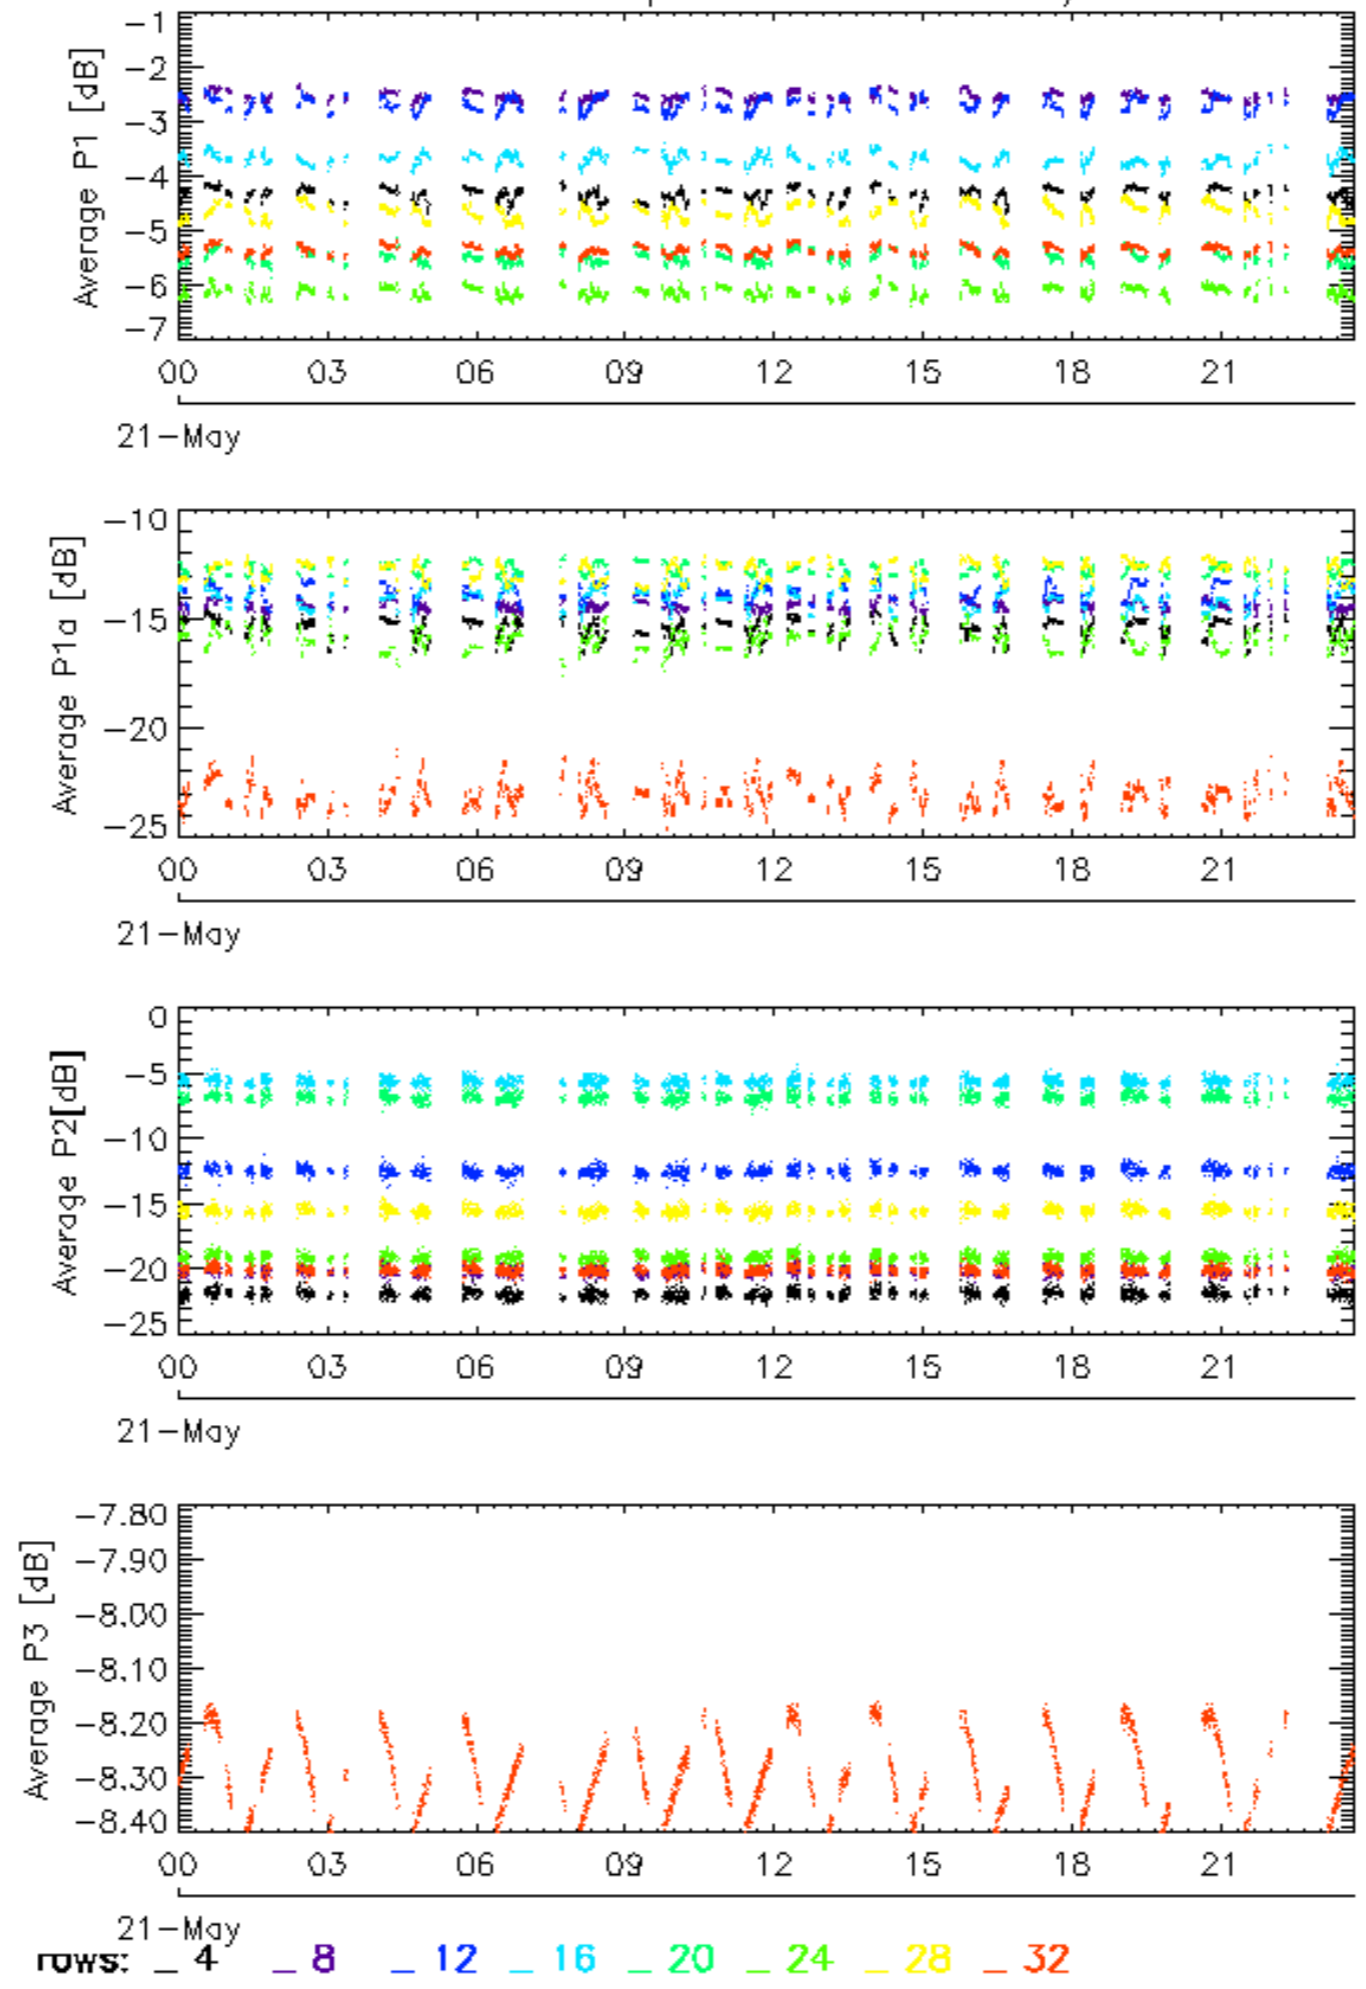 Average P1 [dB]
-1
-2
-3
-4
-5
-6
-7
00 03 06 09 12 15 18 21
21-May
Average P1a [dB]
-10
-15
-20
-25
00 03 06 09 12 15 18 21
21-May
Average P2[dB]
0
-5
-10
-15
-20
-25
00 03 06 09 12 15 18 21
21-May
Average P3 [dB]
-7.80
-7.90
-8.00
-8.10
-8.20
-8.30
-8.40
00 03 06 09 12 15 18 21
21-May
rows: _ 4 _ 8 _ 12 _ 16 _ 20 _ 24 _ 28 _ 32